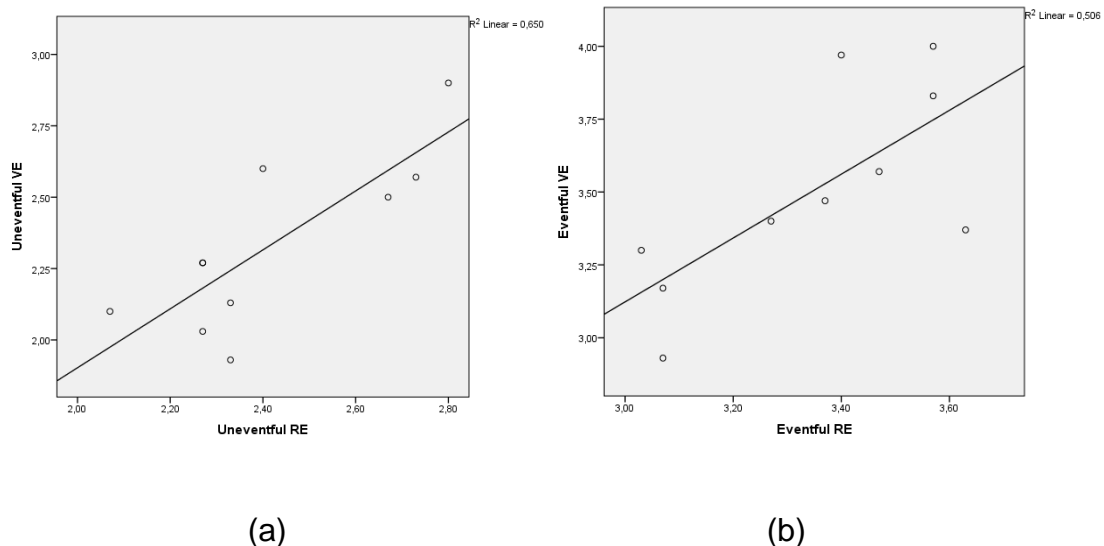 R² Linear = 0,650
3,00
2,75
2,50
2,25
2,00
Uneventful VE
2,00 2,20 2,40 2,60 2,80
Uneventful RE
(a)
R² Linear = 0,506
4,00
3,75
3,50
3,25
3,00
Eventful VE
3,00 3,20 3,40 3,60
Eventful RE
(b)